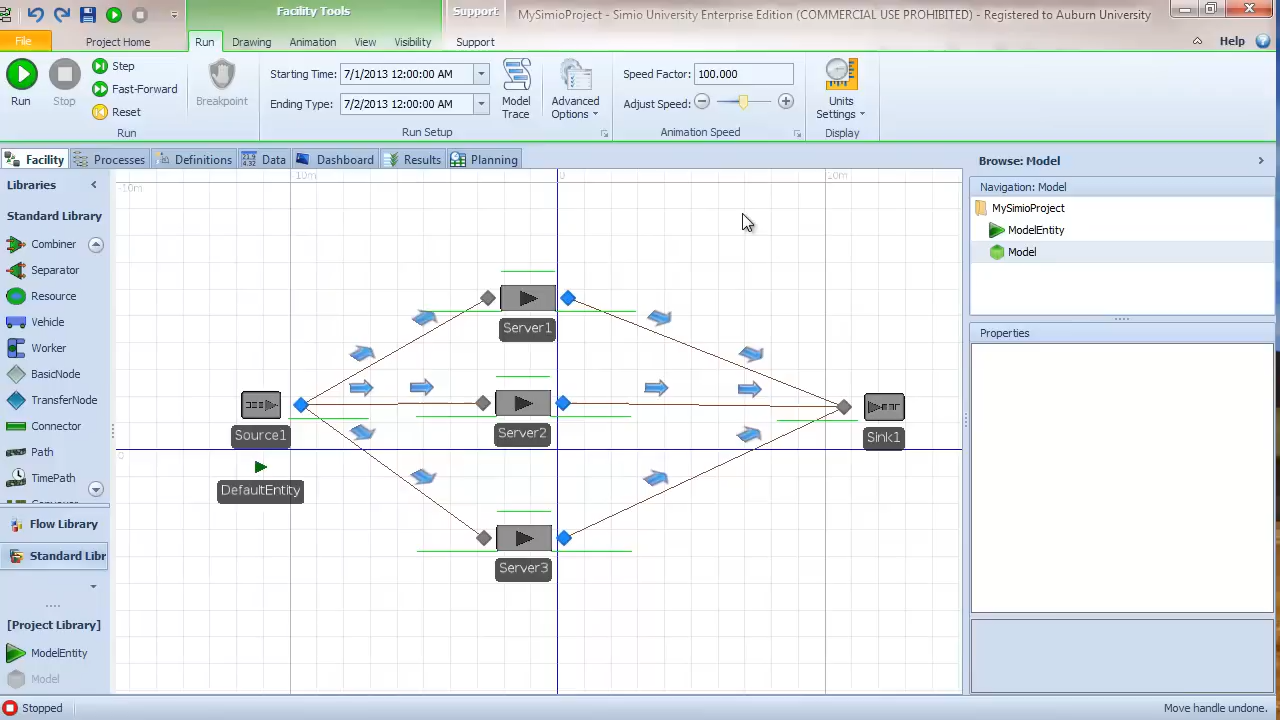 Facility Tools
Support
MySimioProject - Simio University Enterprise Edition (COMMERCIAL USE PROHIBITED) - Registered to Auburn University
File
Project Home
Run
Drawing
Animation
View
Visibility
Support
Help
Run
Stop
Step
Fast-Forward
Reset
Run
Breakpoint
Starting Time: 7/1/2013 12:00:00 AM
Ending Type: 7/2/2013 12:00:00 AM
Model Trace
Advanced Options
Run Setup
Speed Factor: 100.000
Adjust Speed:
Animation Speed
Units Settings
Display
Facility
Processes
Definitions
Data
Dashboard
Results
Planning
Libraries
Standard Library
Combiner
Separator
Resource
Vehicle
Worker
BasicNode
TransferNode
Connector
Path
TimePath
Flow Library
Standard Libr
[Project Library]
ModelEntity
Model
-10m
10m
0
20m
0
Server1
Source1
DefaultEntity
Server2
Sink1
Server3
Browse: Model
Navigation: Model
MySimioProject
ModelEntity
Model
Properties
Stopped
Move handle undone.